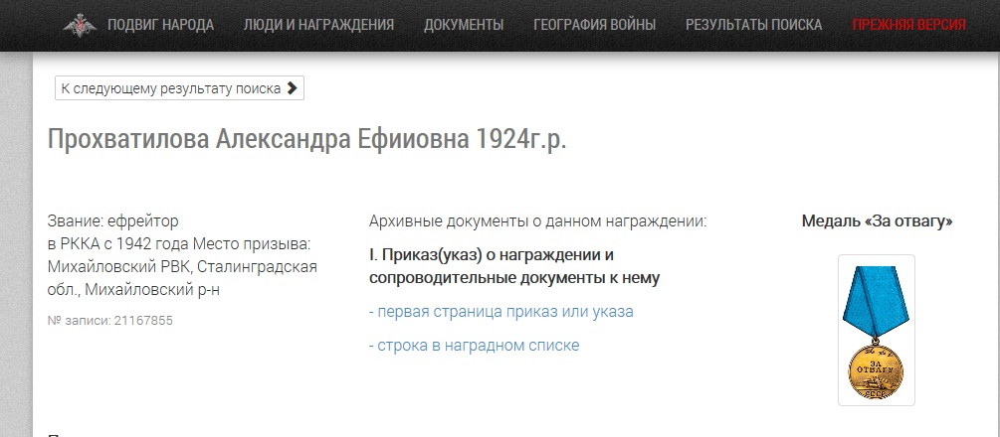 ПОДВИГ НАРОДА ЛЮДИ И НАГРАЖДЕНИЯ ДОКУМЕНТЫ ГЕОГРАФИЯ ВОЙНЫ РЕЗУЛЬТАТЫ ПОИСКА ПРЕЖНЯЯ ВЕРСИЯ
К следующему результату поиска
Прохватилова Александра Ефииовна 1924г.р.
Звание: ефрейтор
в РККА с 1942 года Место призыва:
Михайловский РВК, Сталинградская
обл., Михайловский р-н
№ записи: 21167855
Архивные документы о данном награждении:
I. Приказ(указ) о награждении и
сопроводительные документы к нему
- первая страница приказ или указа
- строка в наградном списке
Медаль «За отвагу»
ЗА
ОТВАГУ
СССР